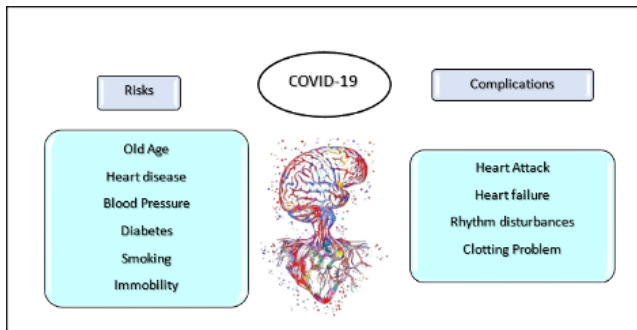 COVID-19
Risks
Complications
Old Age
Heart disease
Blood Pressure
Diabetes
Smoking
Immobility
Heart Attack
Heart failure
Rhythm disturbances
Clotting Problem